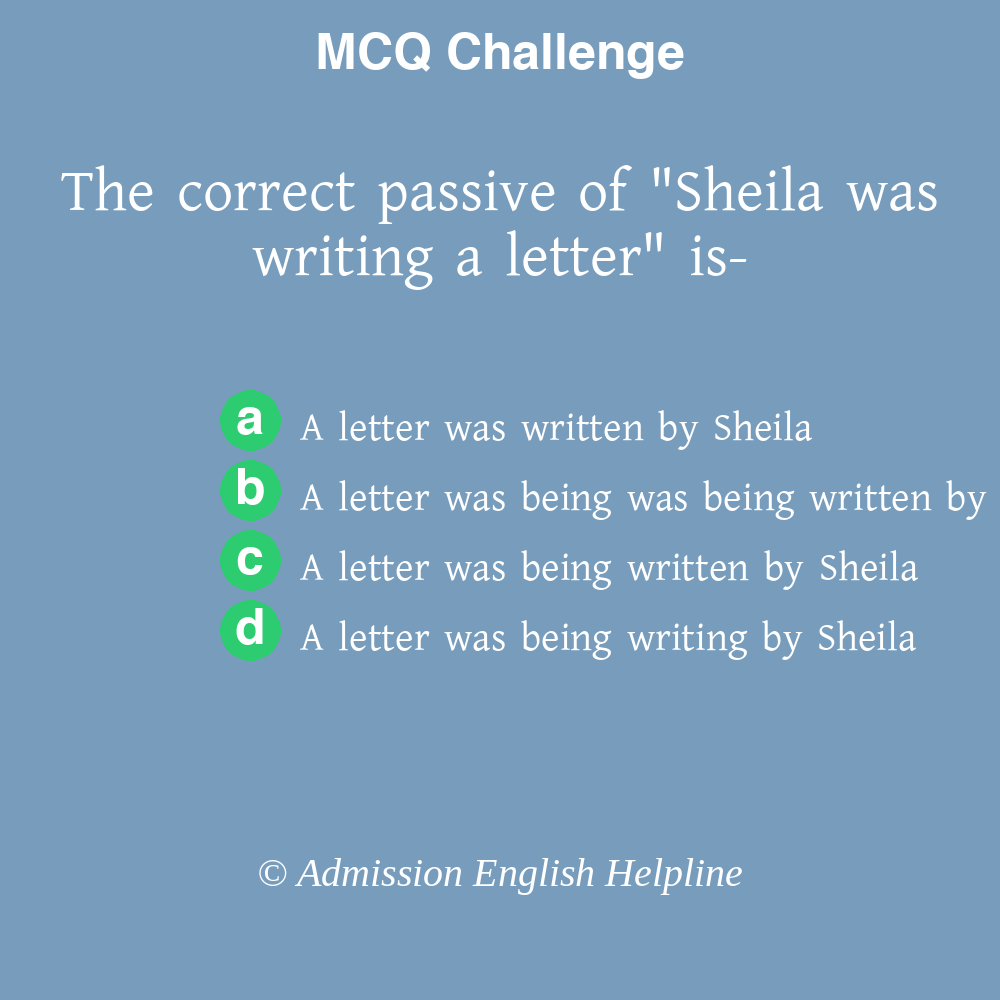 MCQ Challenge
The correct passive of "Sheila was
writing a letter" is-
a A letter was written by Sheila
b A letter was being was being written by
c A letter was being written by Sheila
d A letter was being writing by Sheila
© Admission English Helpline